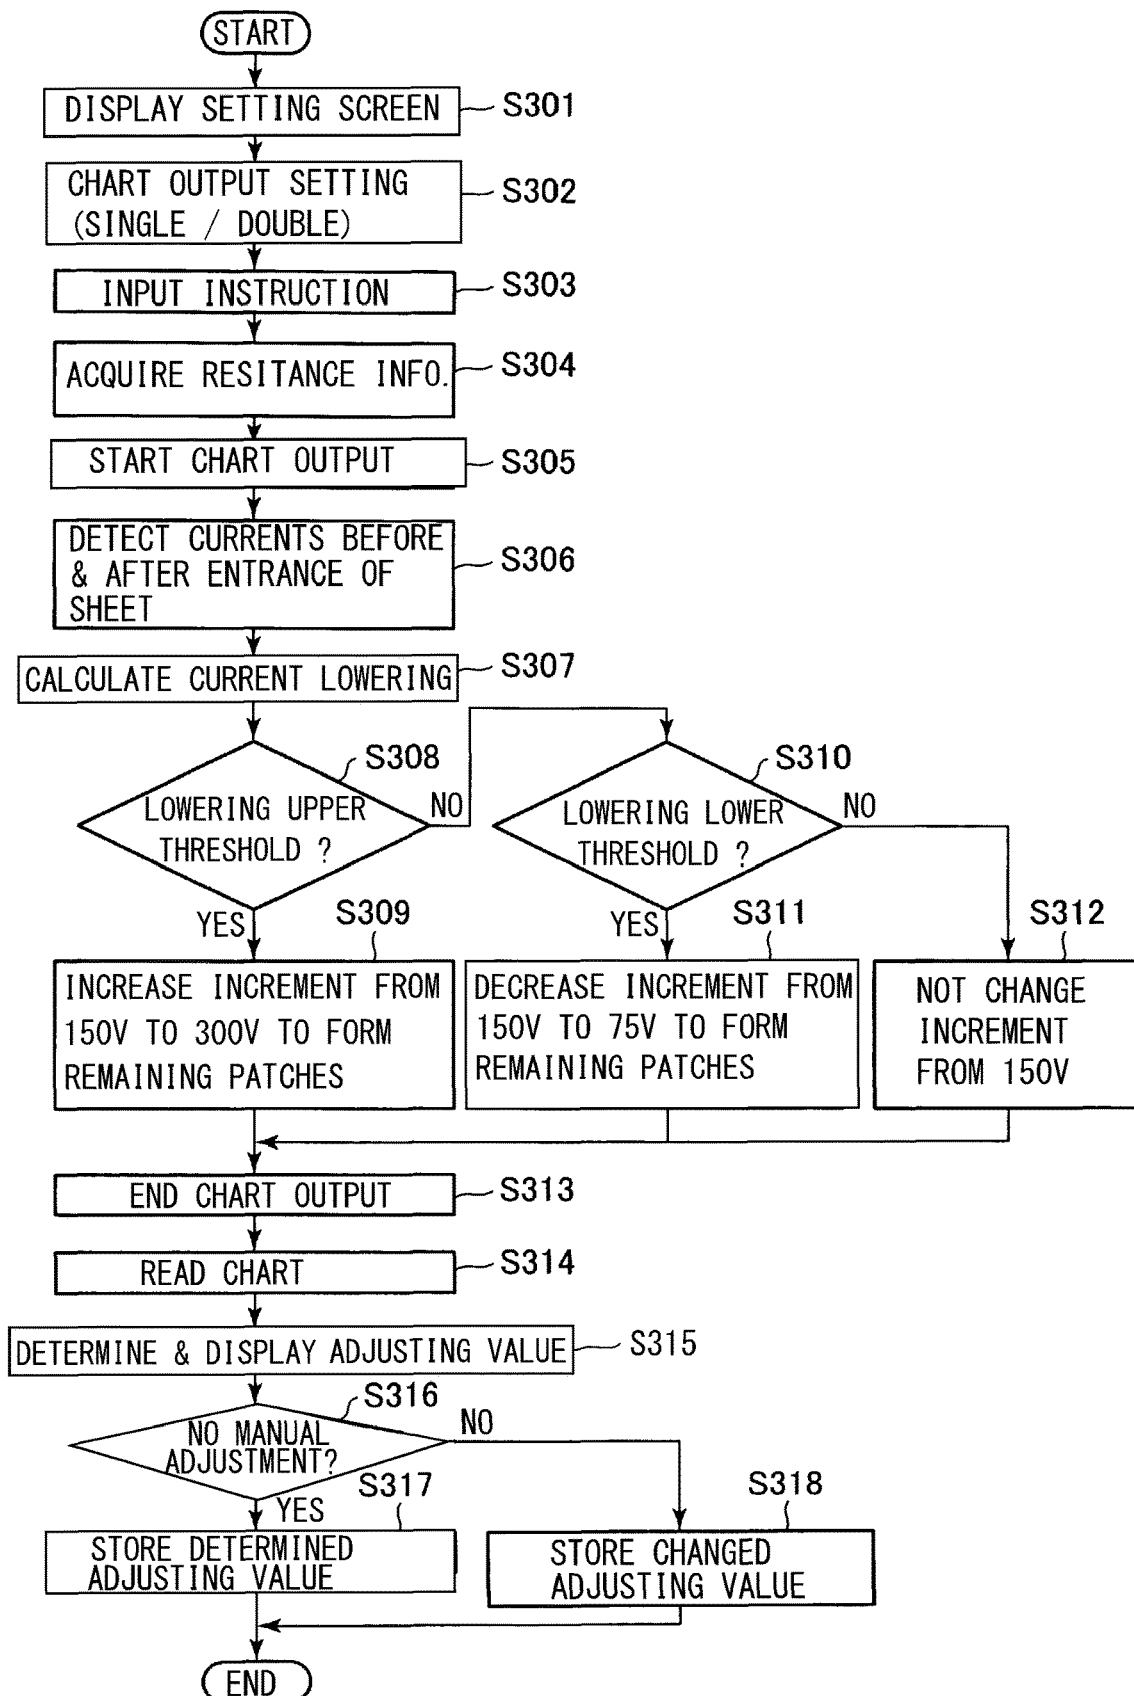 START
DISPLAY SETTING SCREEN
S301
CHART OUTPUT SETTING
(SINGLE / DOUBLE)
S302
INPUT INSTRUCTION
S303
ACQUIRE RESITANCE INFO.
S304
START CHART OUTPUT
S305
DETECT CURRENTS BEFORE
& AFTER ENTRANCE OF
SHEET
S306
CALCULATE CURRENT LOWERING
S307
S308
LOWERING UPPER
THRESHOLD ?
NO
YES
S310
LOWERING LOWER
THRESHOLD ?
NO
YES
S309
INCREASE INCREMENT FROM
150V TO 300V TO FORM
REMAINING PATCHES
S311
DECREASE INCREMENT FROM
150V TO 75V TO FORM
REMAINING PATCHES
S312
NOT CHANGE
INCREMENT
FROM 150V
END CHART OUTPUT
S313
READ CHART
S314
DETERMINE & DISPLAY ADJUSTING VALUE
S315
S316
NO MANUAL
ADJUSTMENT?
NO
YES
S317
STORE DETERMINED
ADJUSTING VALUE
S318
STORE CHANGED
ADJUSTING VALUE
END